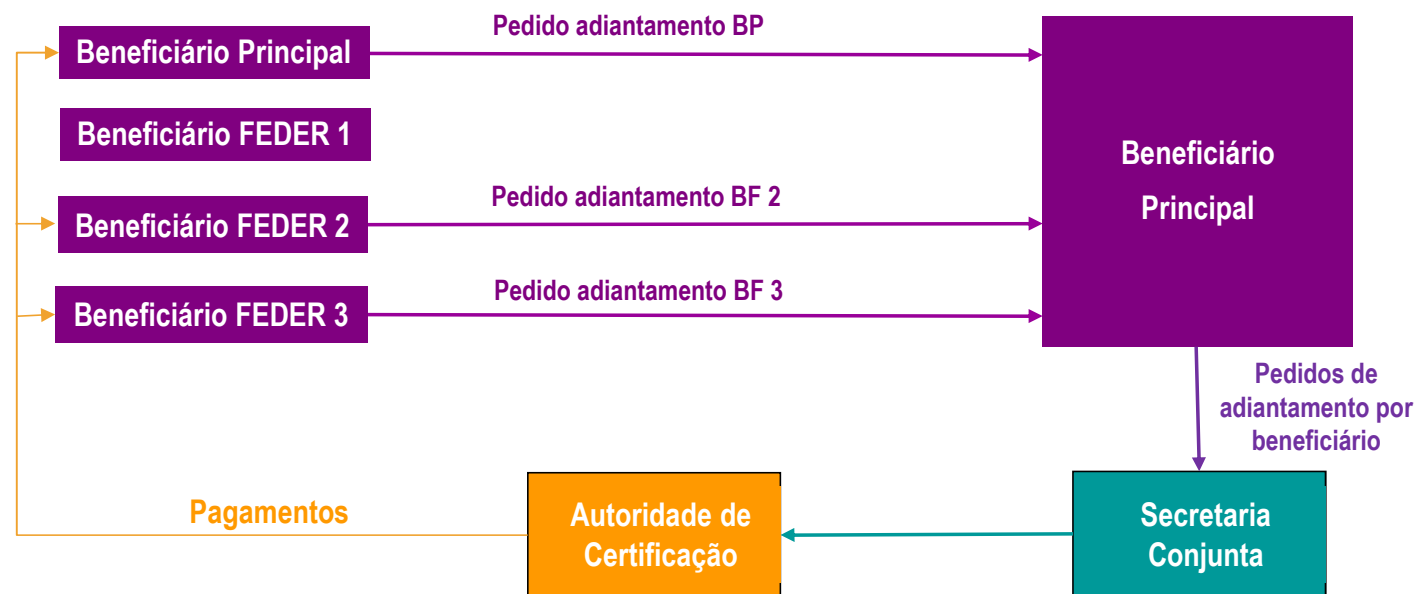 Pedido adiantamento BP
Beneficiário Principal
Beneficiário FEDER 1
Beneficiário
Principal
Pedido adiantamento BF 2
Beneficiário FEDER 2
Pedido adiantamento BF 3
Beneficiário FEDER 3
Pedidos de
adiantamento por
beneficiário
Pagamentos
Autoridade de
Certificação
Secretaria
Conjunta